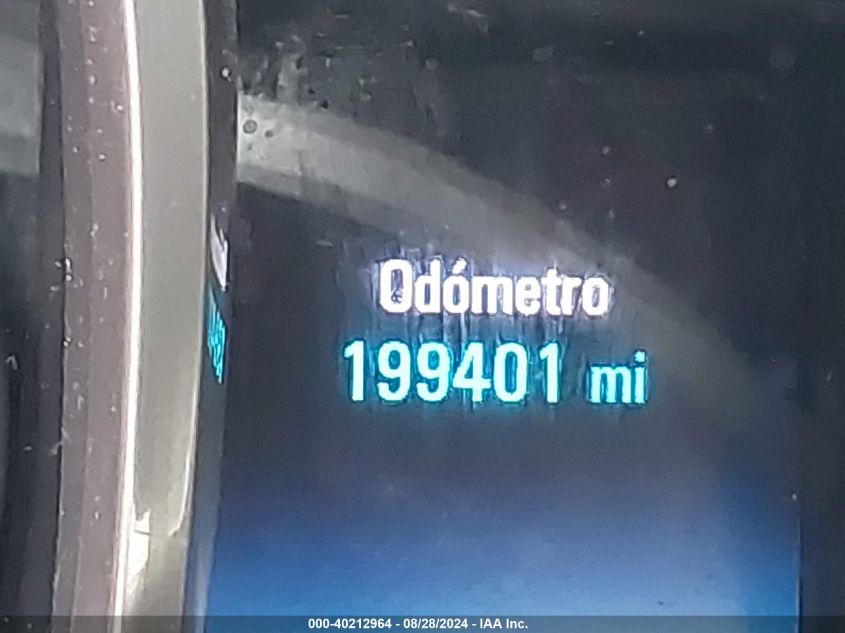 Odómetro
199401 mi
000-40212964 - 08/28/2024 - IAA Inc.